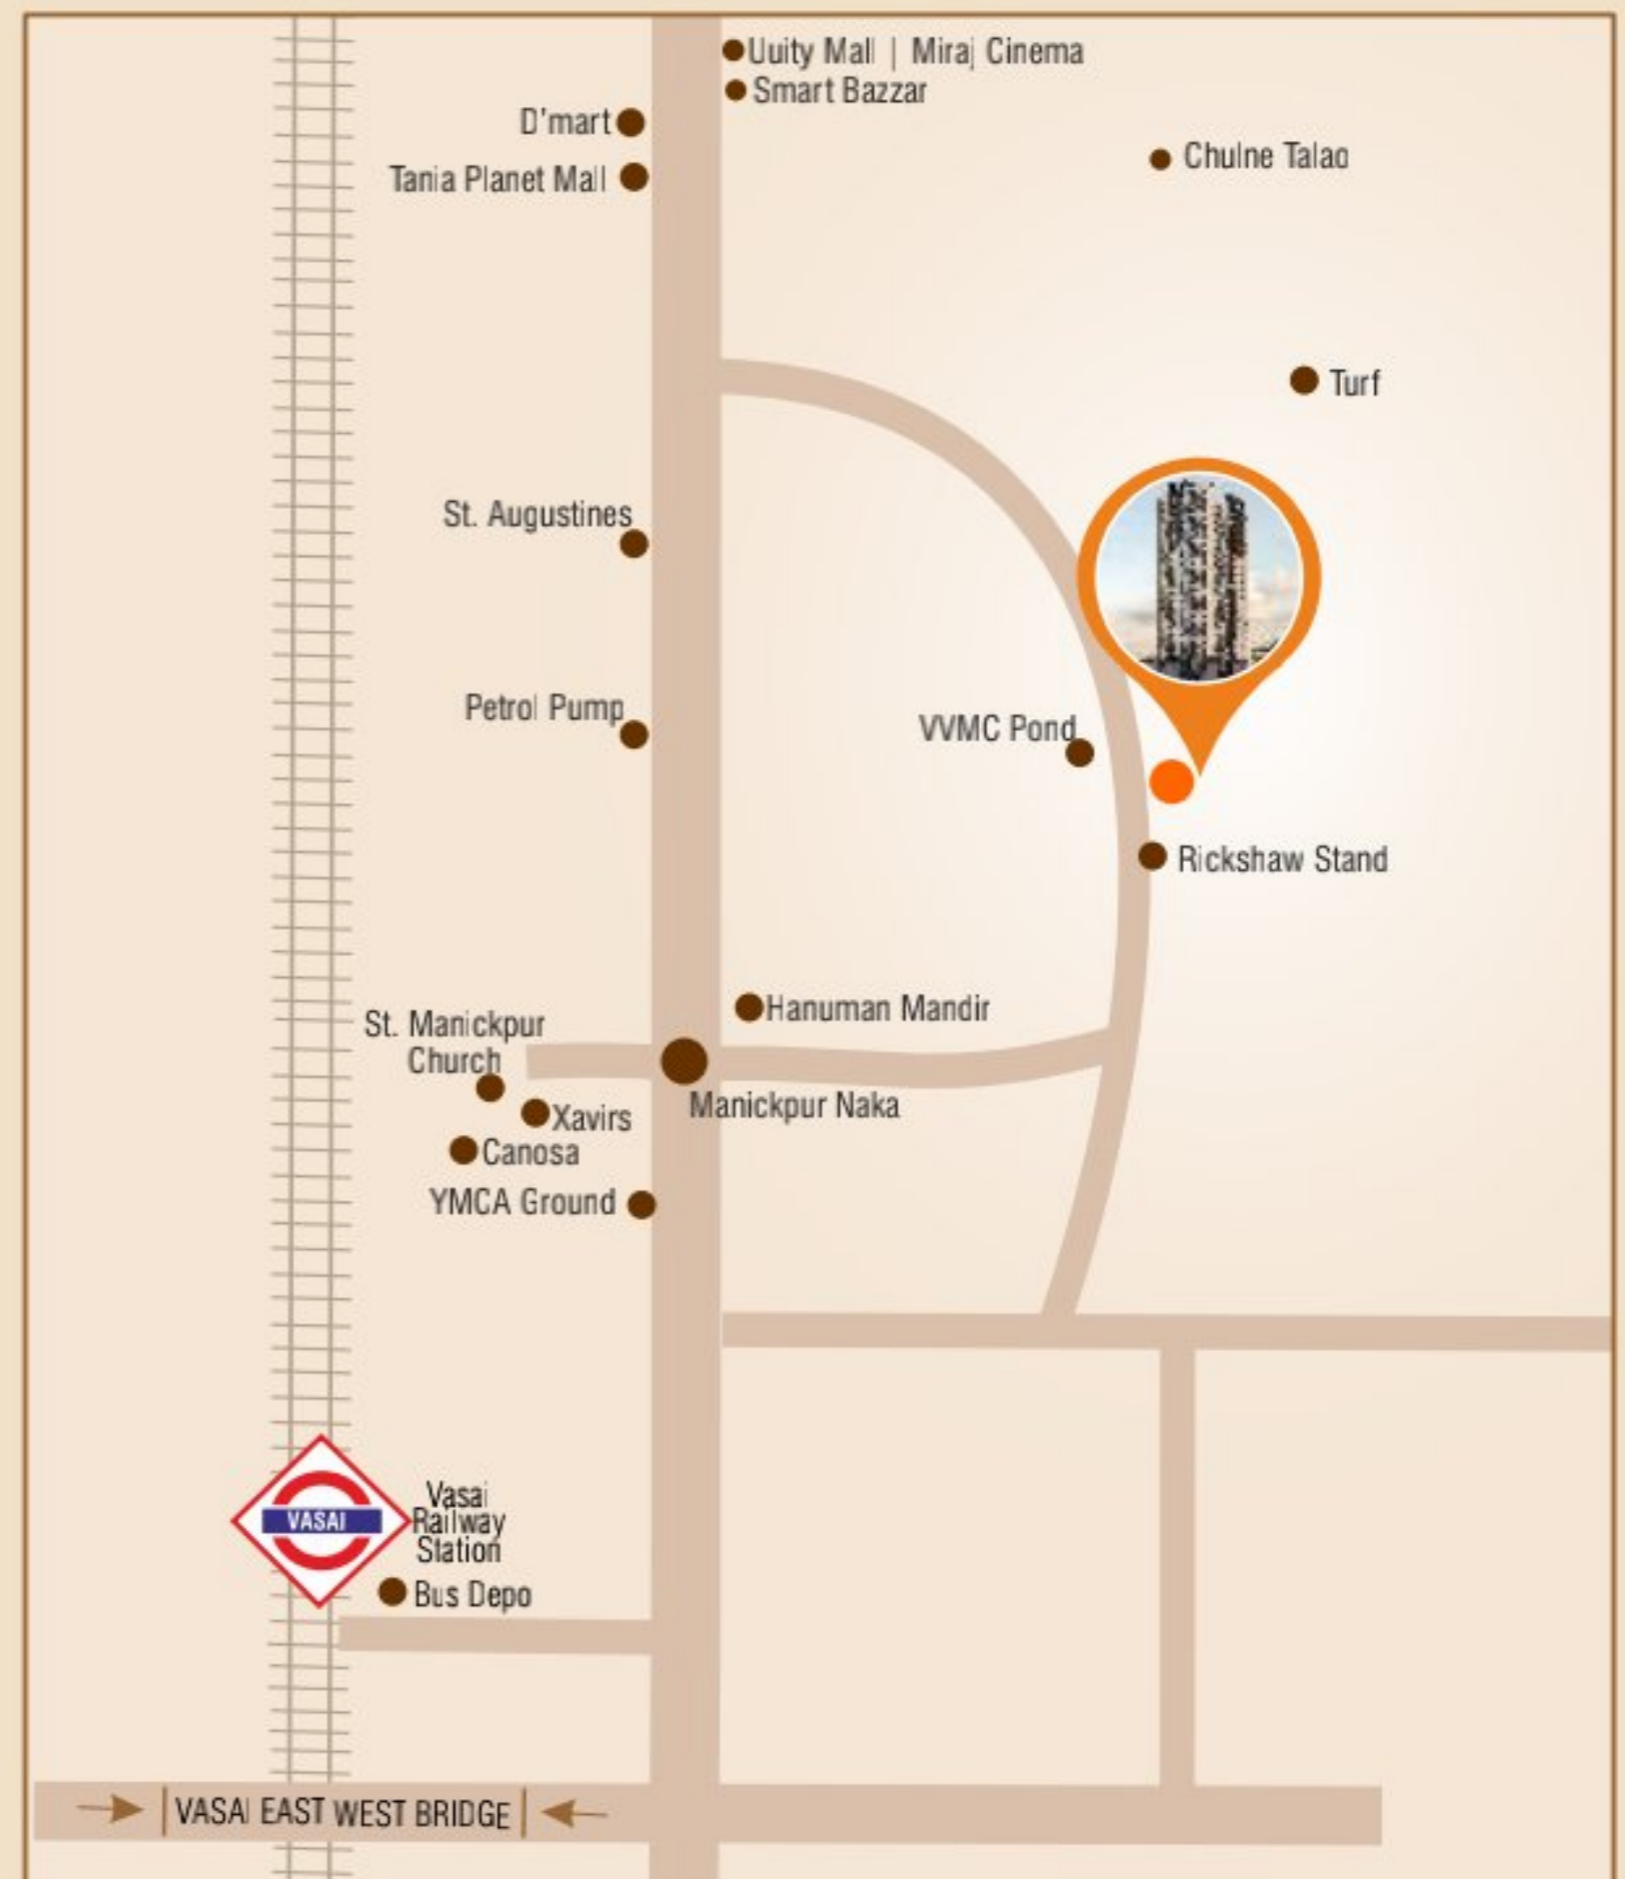 Uuity Mall | Miraj Cinema
Smart Bazzar
D'mart
Chulne Talao
Tania Planet Mall
Turf
St. Augustines
Petrol Pump
VVMC Pond
Rickshaw Stand
Hanuman Mandir
St. Manickpur
Church
Manickpur Naka
Xavirs
Canosa
YMCA Ground
VASAI
Vasai
Railway
Station
Bus Depo
VASAI EAST WEST BRIDGE